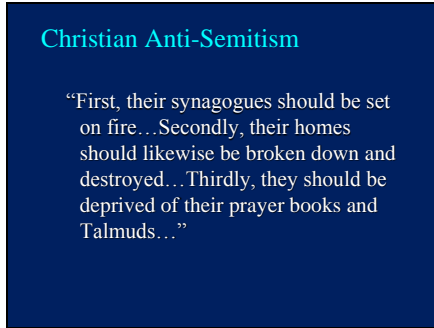 Christian Anti-Semitism
“First, their synagogues should be set
on fire…Secondly, their homes
should likewise be broken down and
destroyed…Thirdly, they should be
deprived of their prayer books and
Talmuds…”